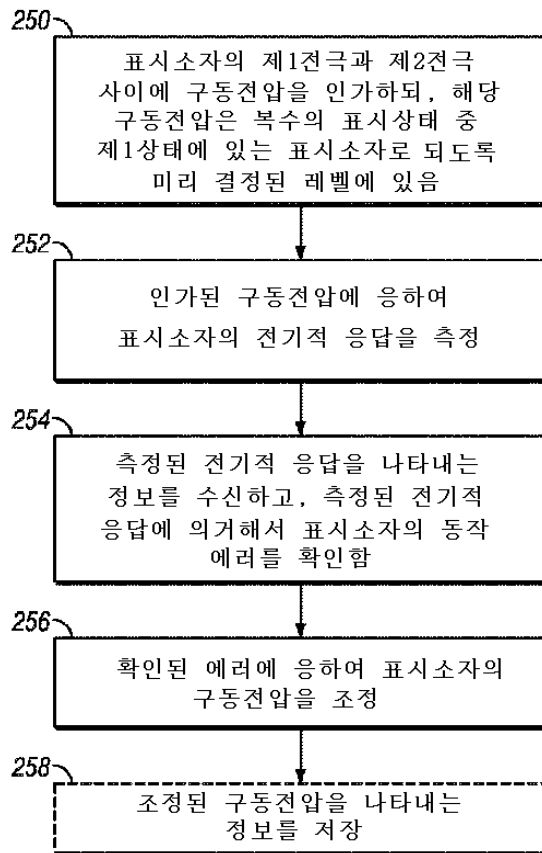 250
표시소자의 제1전극과 제2전극
사이에 구동전압을 인가하되, 해당
구동전압은 복수의 표시상태 중
제1상태에 있는 표시소자로 되도록
미리 결정된 레벨에 있음
252
인가된 구동전압에 응하여
표시소자의 전기적 응답을 측정
254
측정된 전기적 응답을 나타내는
정보를 수신하고, 측정된 전기적
응답에 의거해서 표시소자의 동작
에러를 확인함
256
확인된 에러에 응하여 표시소자의
구동전압을 조정
258
조정된 구동전압을 나타내는
정보를 저장